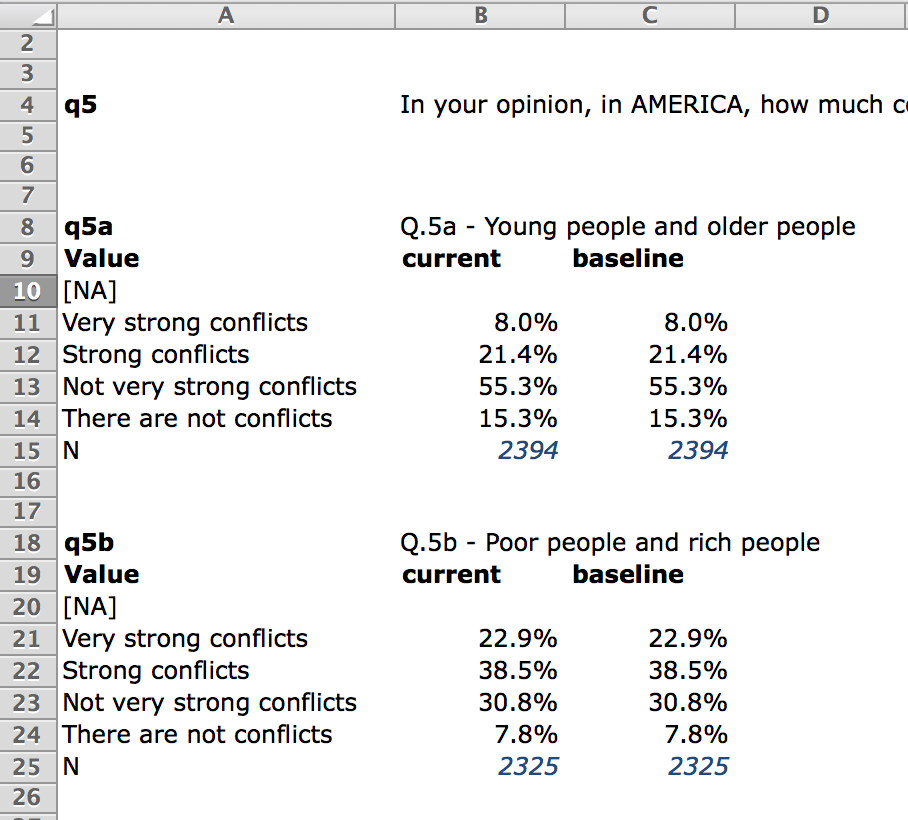 A B C D
2
3
4 q5 In your opinion, in AMERICA, how much
5
6
7
8 q5a Q.5a - Young people and older people
9 Value current baseline
10 [NA]
11 Very strong conflicts 8.0% 8.0%
12 Strong conflicts 21.4% 21.4%
13 Not very strong conflicts 55.3% 55.3%
14 There are not conflicts 15.3% 15.3%
15 N 2394 2394
16
17
18 q5b Q.5b - Poor people and rich people
19 Value current baseline
20 [NA]
21 Very strong conflicts 22.9% 22.9%
22 Strong conflicts 38.5% 38.5%
23 Not very strong conflicts 30.8% 30.8%
24 There are not conflicts 7.8% 7.8%
25 N 2325 2325
26